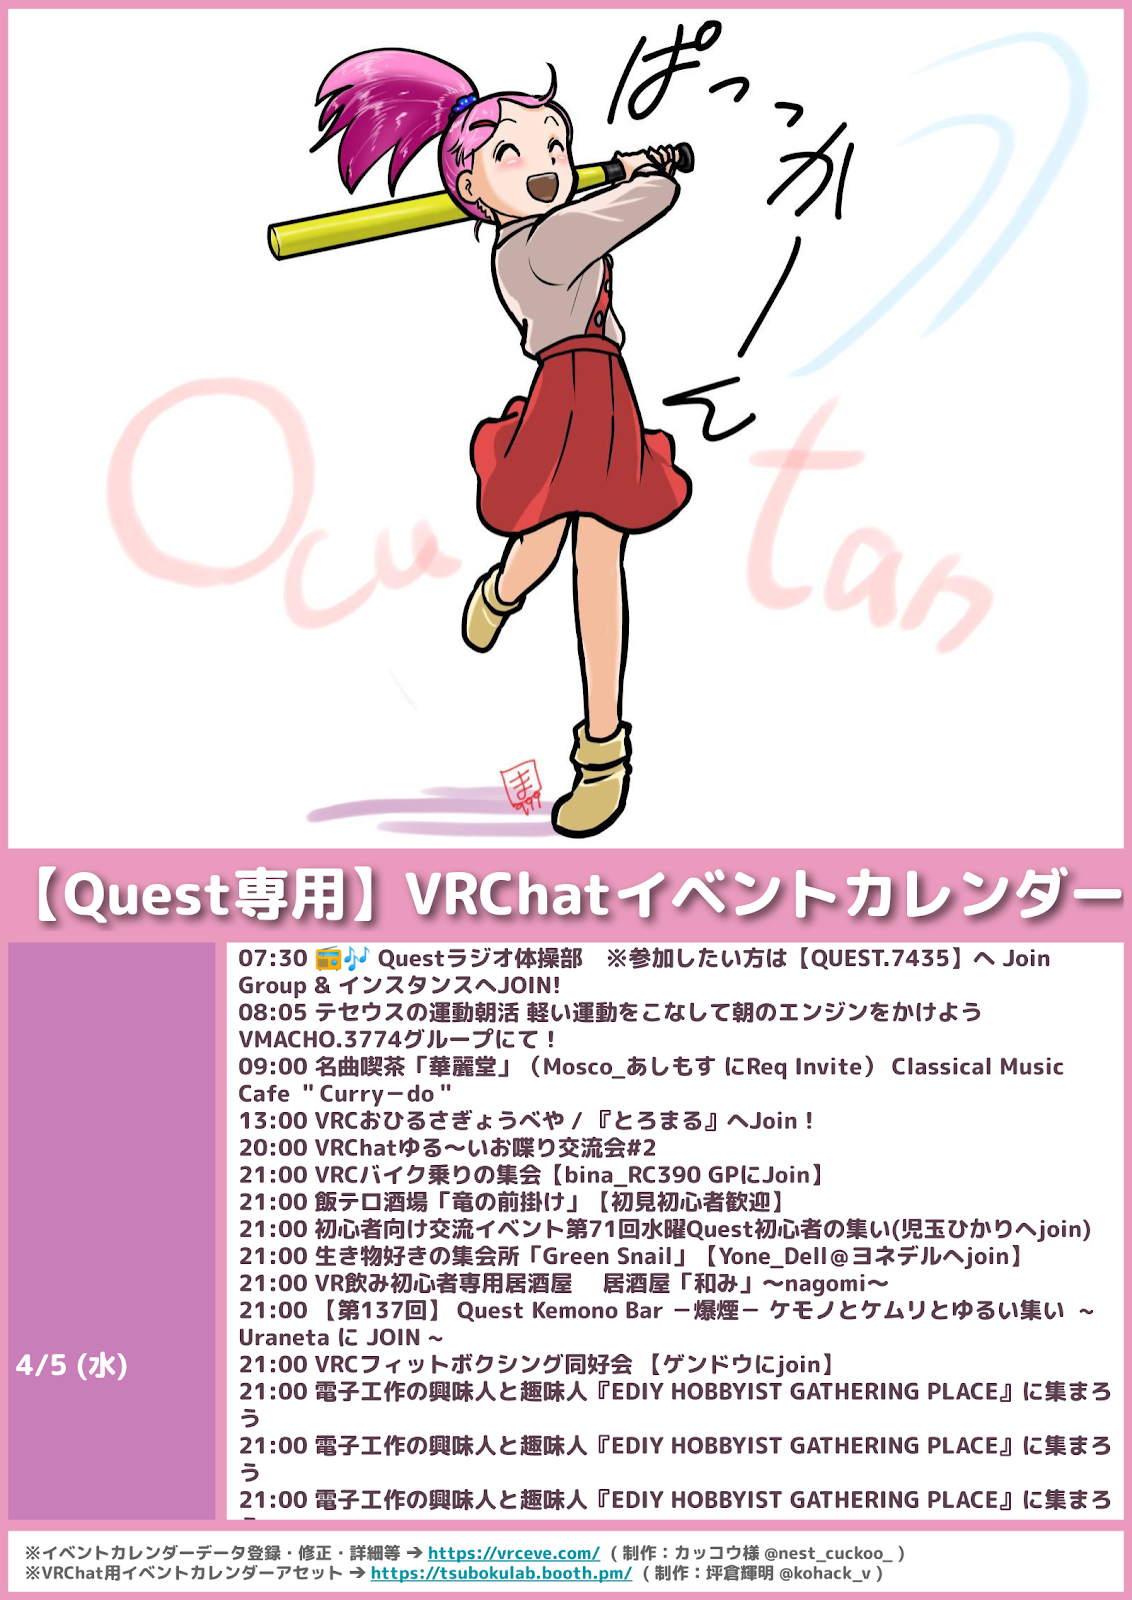 ぱっっかーん
Ocu tan
ま
999
【Quest専用】VRChatイベントカレンダー
4/5 (水)
07:30 📻🎶 Questラジオ体操部　※参加したい方は【QUEST.7435】へ Join
Group & インスタンスへJOIN!
08:05 テセウスの運動朝活 軽い運動をこなして朝のエンジンをかけよう
VMACHO.3774グループにて！
09:00 名曲喫茶「華麗堂」（Mosco_あしもす にReq Invite） Classical Music
Cafe ＂Curry－do＂
13:00 VRCおひるさぎょうべや / 『とろまる』へJoin！
20:00 VRChatゆる～いお喋り交流会#2
21:00 VRCバイク乗りの集会【bina_RC390 GPにJoin】
21:00 飯テロ酒場「竜の前掛け」【初見初心者歓迎】
21:00 初心者向け交流イベント第71回水曜Quest初心者の集い(児玉ひかりへjoin)
21:00 生き物好きの集会所「Green Snail」【Yone_Dell＠ヨネデルへjoin】
21:00 VR飲み初心者専用居酒屋　 居酒屋「和み」～nagomi～
21:00 【第137回】 Quest Kemono Bar －爆煙－ ケモノとケムリとゆるい集い ~
Uraneta に JOIN ~
21:00 VRCフィットボクシング同好会 【ゲンドウにjoin】
21:00 電子工作の興味人と趣味人『EDIY HOBBYIST GATHERING PLACE』に集まろ
う
21:00 電子工作の興味人と趣味人『EDIY HOBBYIST GATHERING PLACE』に集まろ
う
21:00 電子工作の興味人と趣味人『EDIY HOBBYIST GATHERING PLACE』に集まろ
※イベントカレンダーデータ登録・修正・詳細等 ➔ https://vrceve.com/ （ 制作：カッコウ様 @nest_cuckoo_ ）
※VRChat用イベントカレンダーアセット ➔ https://tsubokulab.booth.pm/ （ 制作：坪倉輝明 @kohack_v ）